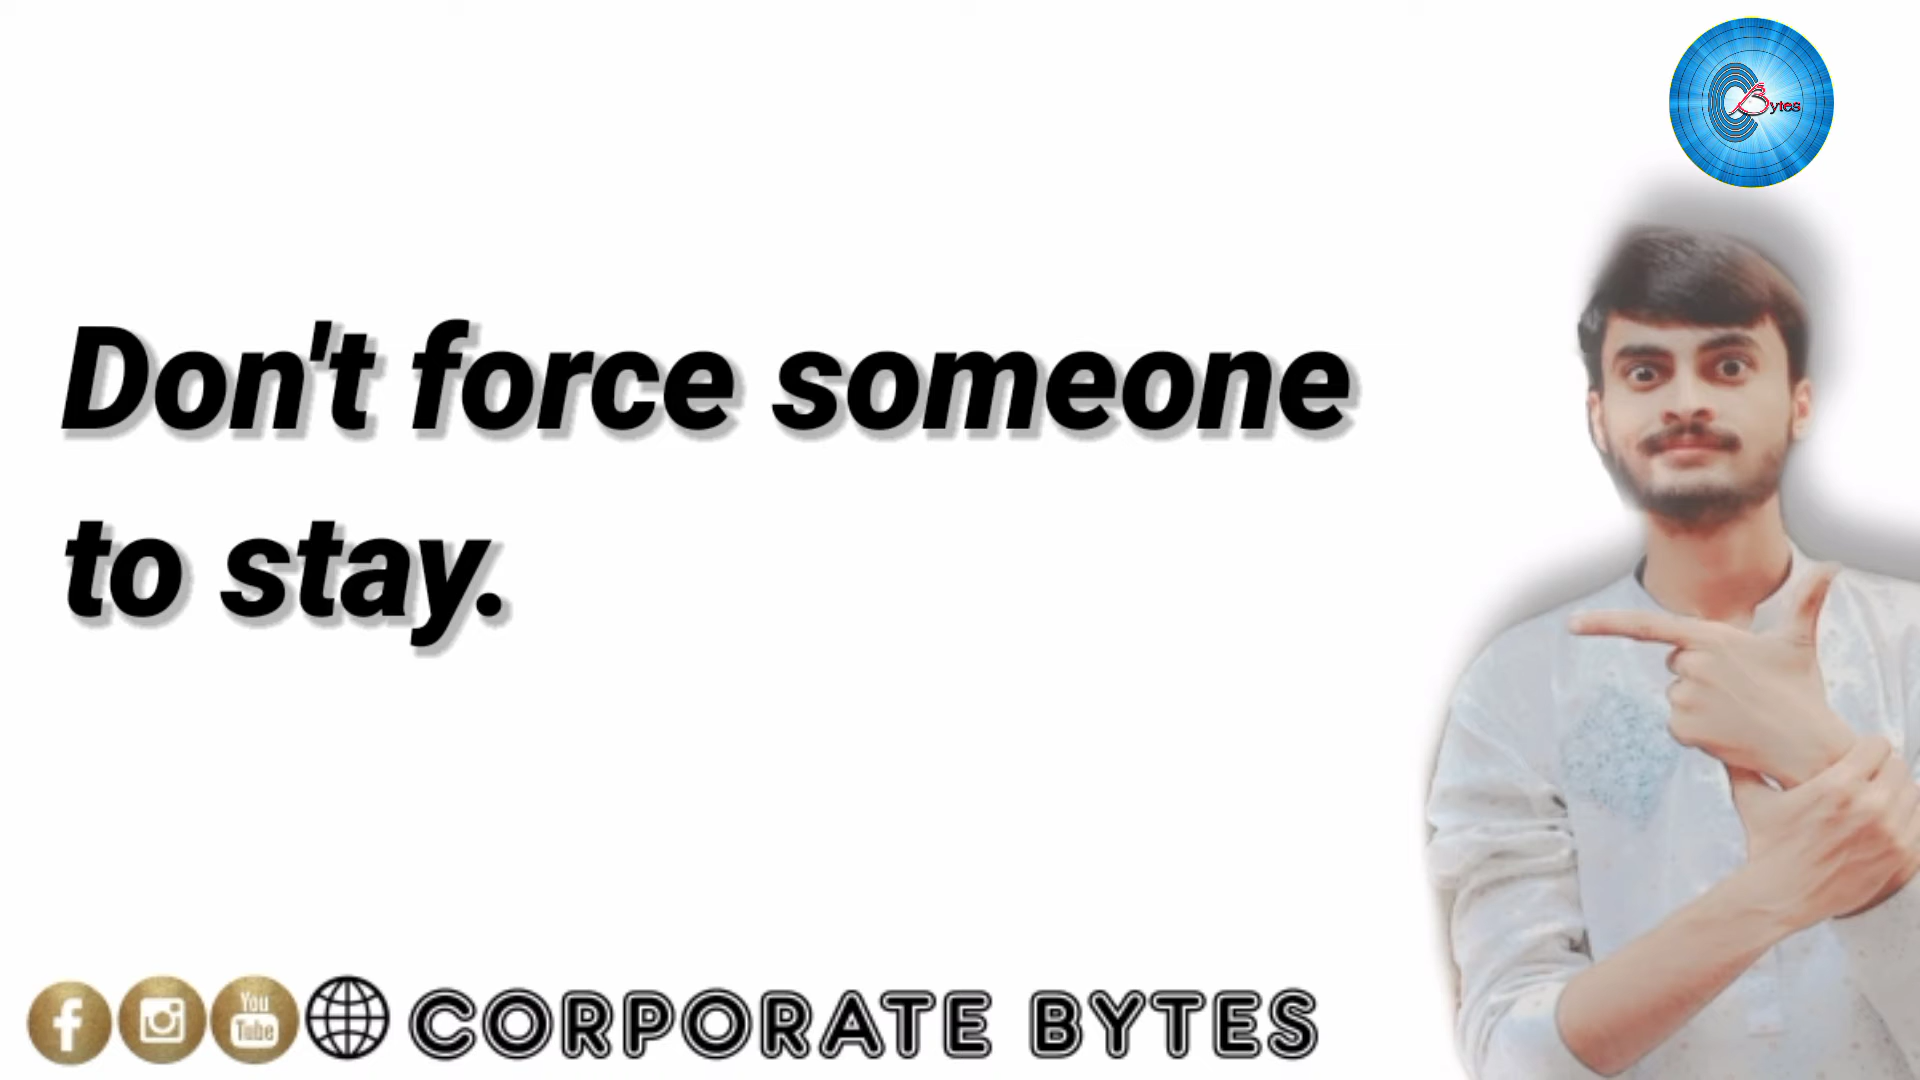 Bytes
Don't force someone
to stay.
f
You
Tube
CORPORATE BYTES